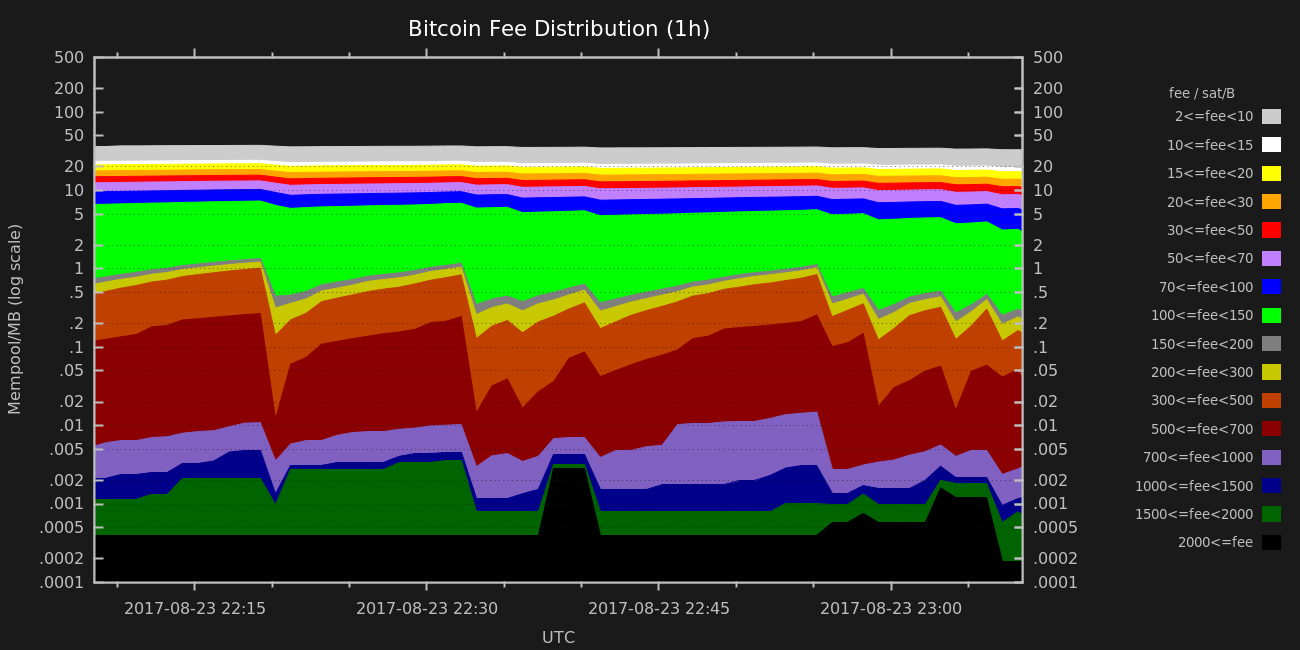 Bitcoin Fee Distribution (1h)
Mempool/MB (log scale)
500
200
100
50
20
10
5
2
1
.5
.2
.1
.05
.02
.01
.005
.002
.001
.0005
.0002
.0001
500
200
100
50
20
10
5
2
1
.5
.2
.1
.05
.02
.01
.005
.002
.001
.0005
.0002
.0001
fee / sat/B
2<=fee<10
10<=fee<15
15<=fee<20
20<=fee<30
30<=fee<50
50<=fee<70
70<=fee<100
100<=fee<150
150<=fee<200
200<=fee<300
300<=fee<500
500<=fee<700
700<=fee<1000
1000<=fee<1500
1500<=fee<2000
2000<=fee
2017-08-23 22:15 2017-08-23 22:30 2017-08-23 22:45 2017-08-23 23:00
UTC